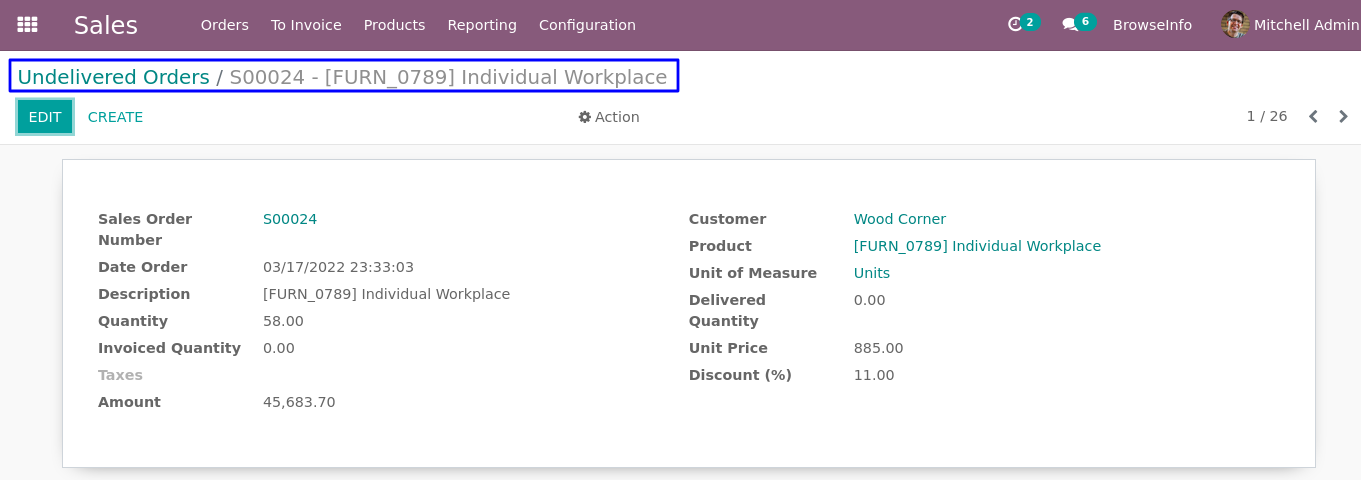 Sales Orders To Invoice Products Reporting Configuration 2 6 BrowseInfo Mitchell Admin
Undelivered Orders / S00024 - [FURN_0789] Individual Workplace
EDIT CREATE Action 1 / 26
Sales Order Number S00024
Date Order 03/17/2022 23:33:03
Description [FURN_0789] Individual Workplace
Quantity 58.00
Invoiced Quantity 0.00
Taxes
Amount 45,683.70
Customer Wood Corner
Product [FURN_0789] Individual Workplace
Unit of Measure Units
Delivered Quantity 0.00
Unit Price 885.00
Discount (%) 11.00